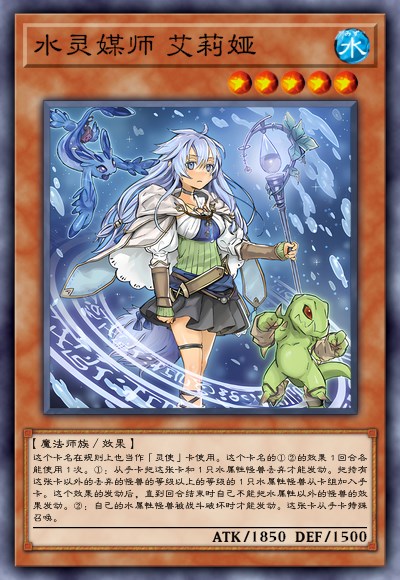 水灵媒师 艾莉娅
水
【魔法师族／效果】
这个卡名在规则上也当作「灵使」卡使用。这个卡名的①②的效果1回合各
能使用1次。①：从手卡把这张卡和1只水属性怪兽丢弃才能发动。把持有
这张卡以外的丢弃的怪兽的等级以上的等级的1只水属性怪兽从卡组加入手
卡。这个效果的发动后，直到回合结束时自己不能把水属性以外的怪兽的效
果发动。②：自己的水属性怪兽被战斗破坏时才能发动。这张卡从手卡特殊
召唤。
ATK/1850 DEF/1500